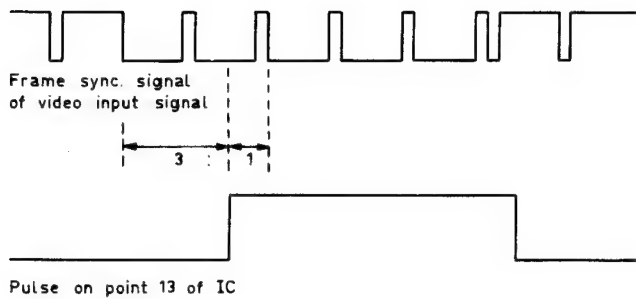 Frame sync. signal
of video input signal
3 : 1
Pulse on point 13 of IC